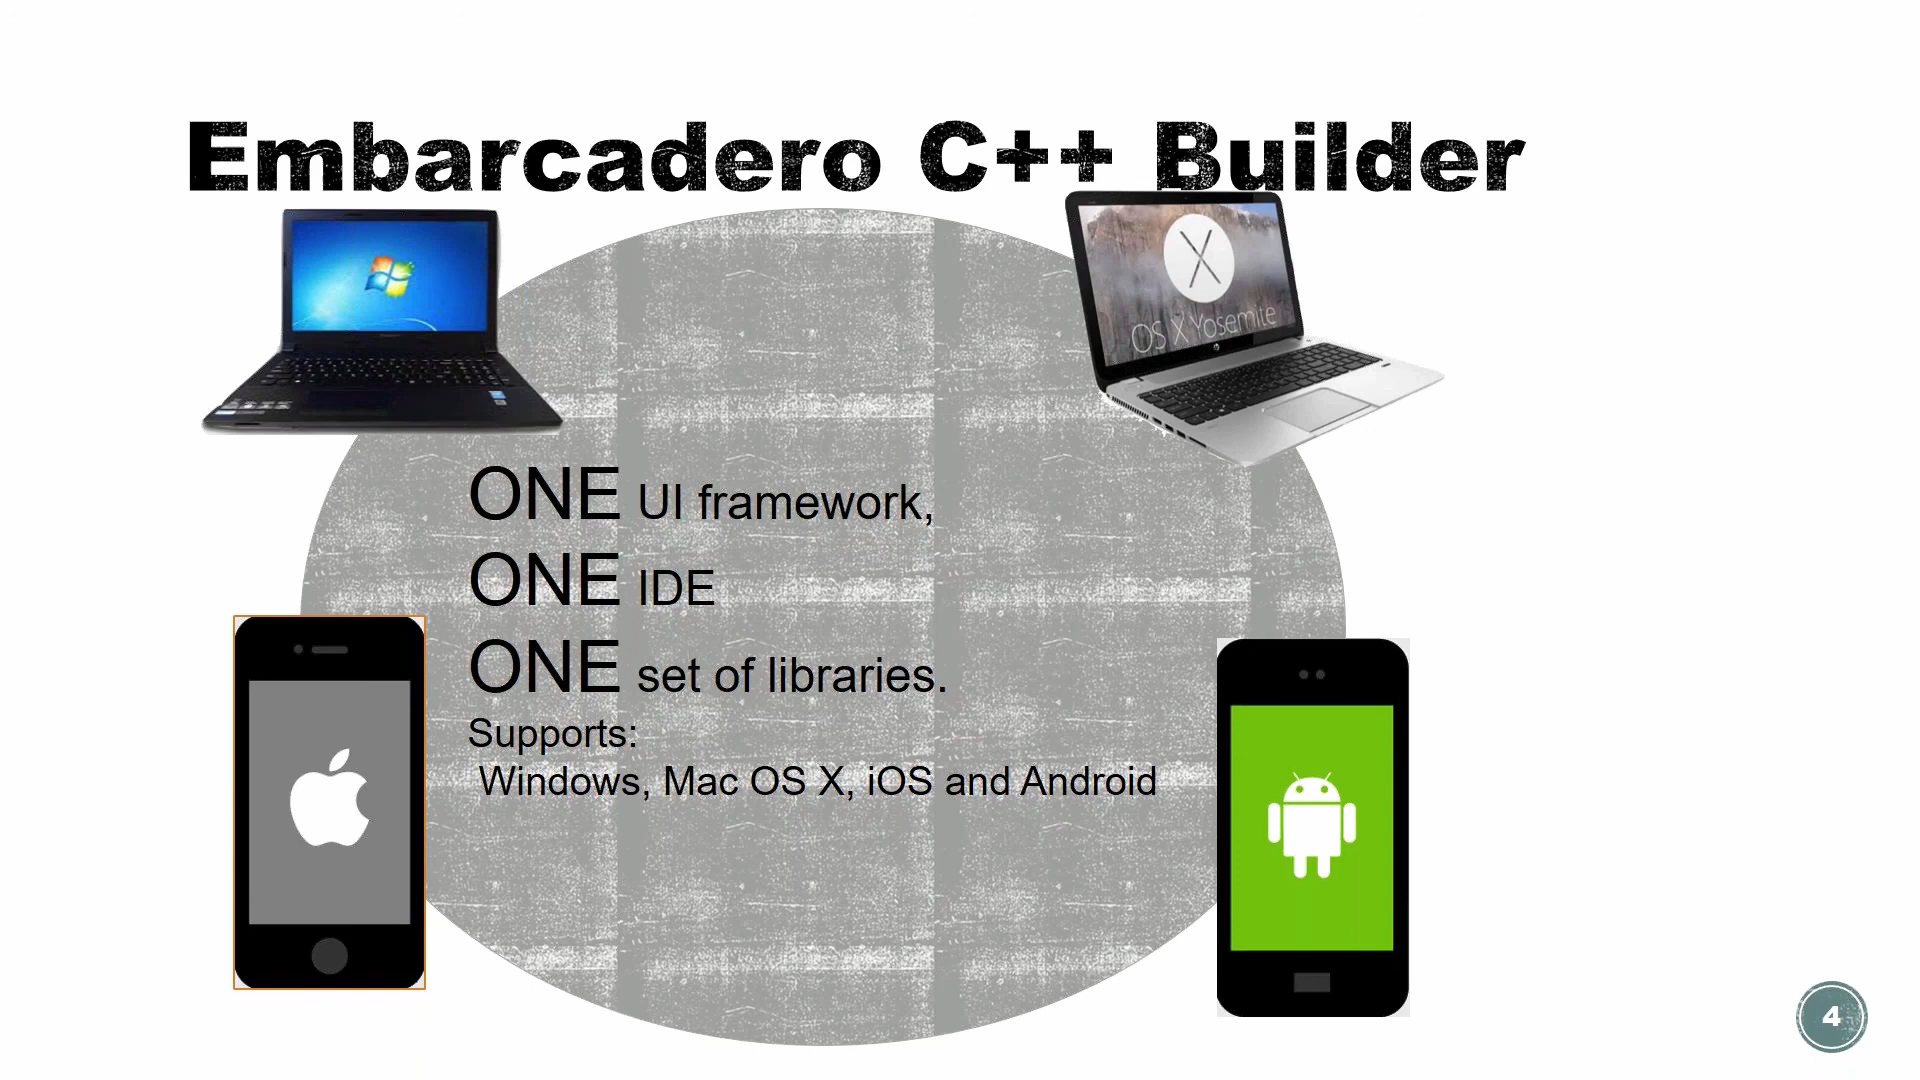 Embarcadero C++ Builder
OS X Yosemite
ONE UI framework,
ONE IDE
ONE set of libraries.
Supports:
Windows, Mac OS X, iOS and Android
4